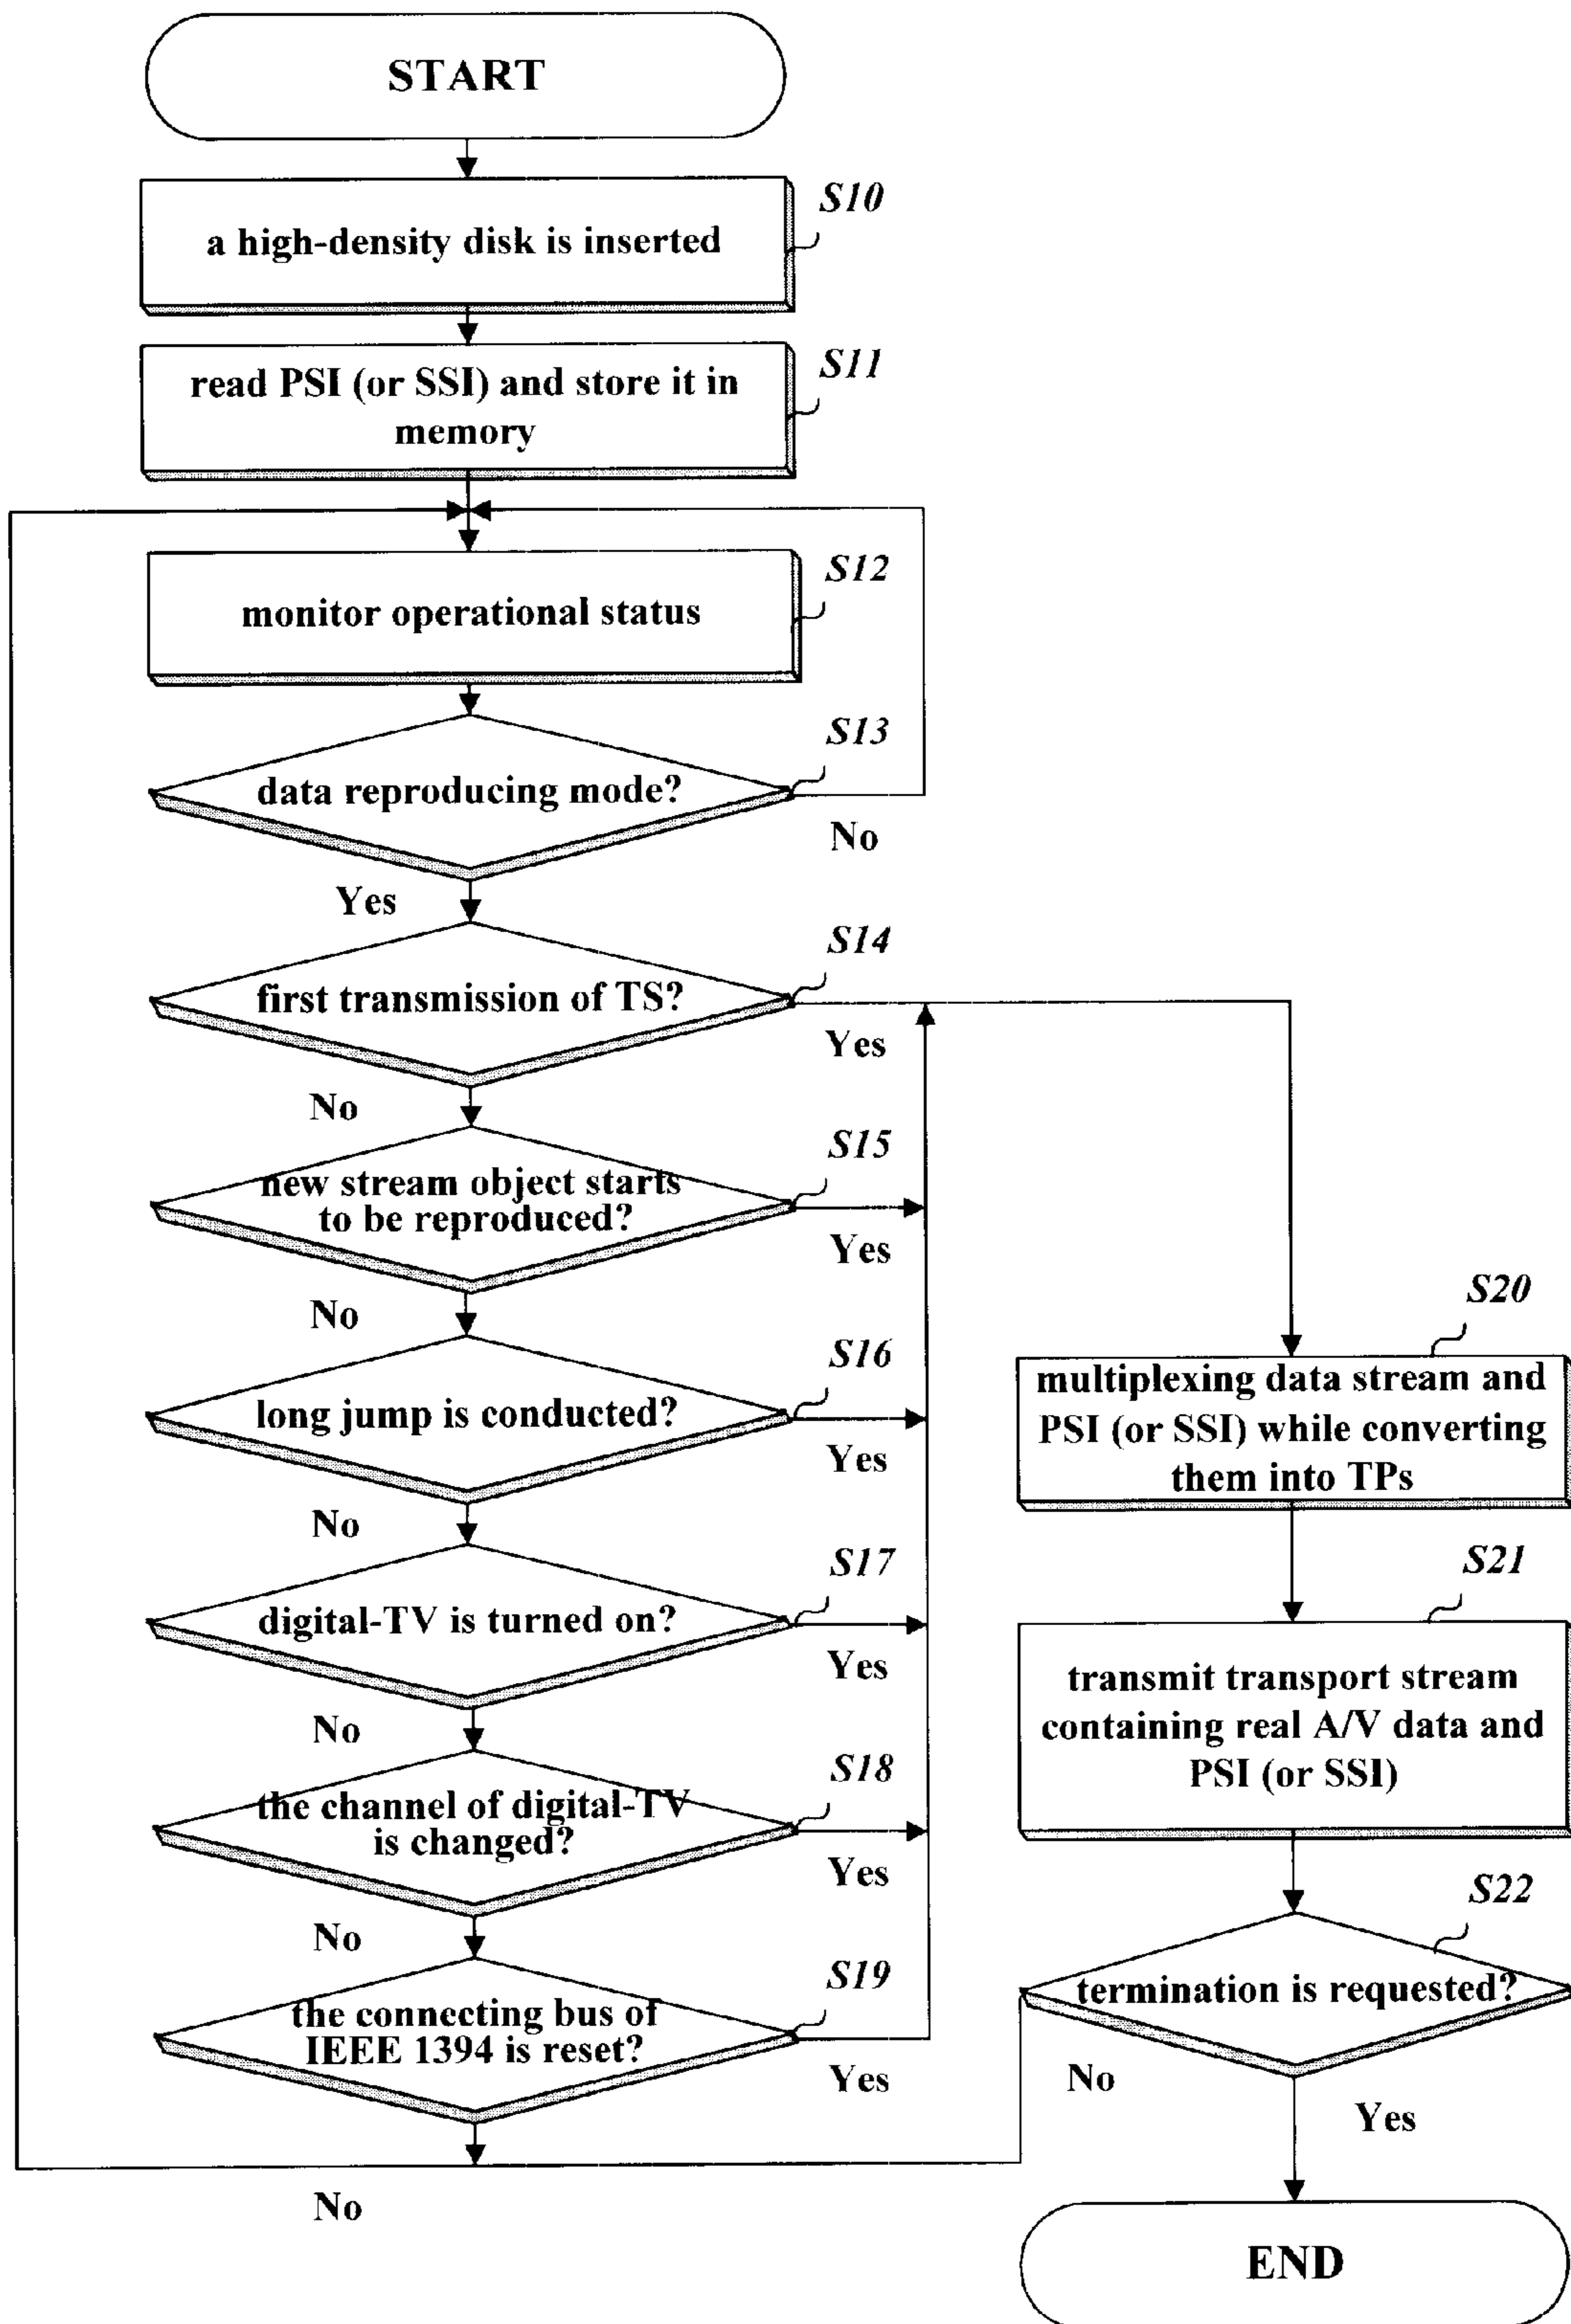 START
S10
a high-density disk is inserted
S11
read PSI (or SSI) and store it in
memory
S12
monitor operational status
S13
data reproducing mode?
No
Yes
S14
first transmission of TS?
Yes
No
S15
new stream object starts
to be reproduced?
Yes
No
S16
long jump is conducted?
Yes
No
S17
digital-TV is turned on?
Yes
No
S18
the channel of digital-TV
is changed?
Yes
No
S19
the connecting bus of
IEEE 1394 is reset?
Yes
No
S20
multiplexing data stream and
PSI (or SSI) while converting
them into TPs
S21
transmit transport stream
containing real A/V data and
PSI (or SSI)
S22
termination is requested?
No
Yes
END